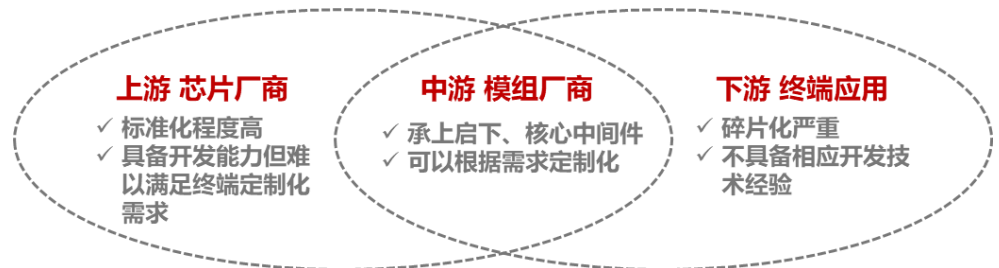 上游 芯片厂商
✓ 标准化程度高
✓ 具备开发能力但难
以满足终端定制化
需求
中游 模组厂商
✓ 承上启下、核心中间件
✓ 可以根据需求定制化
下游 终端应用
✓ 碎片化严重
✓ 不具备相应开发技
术经验